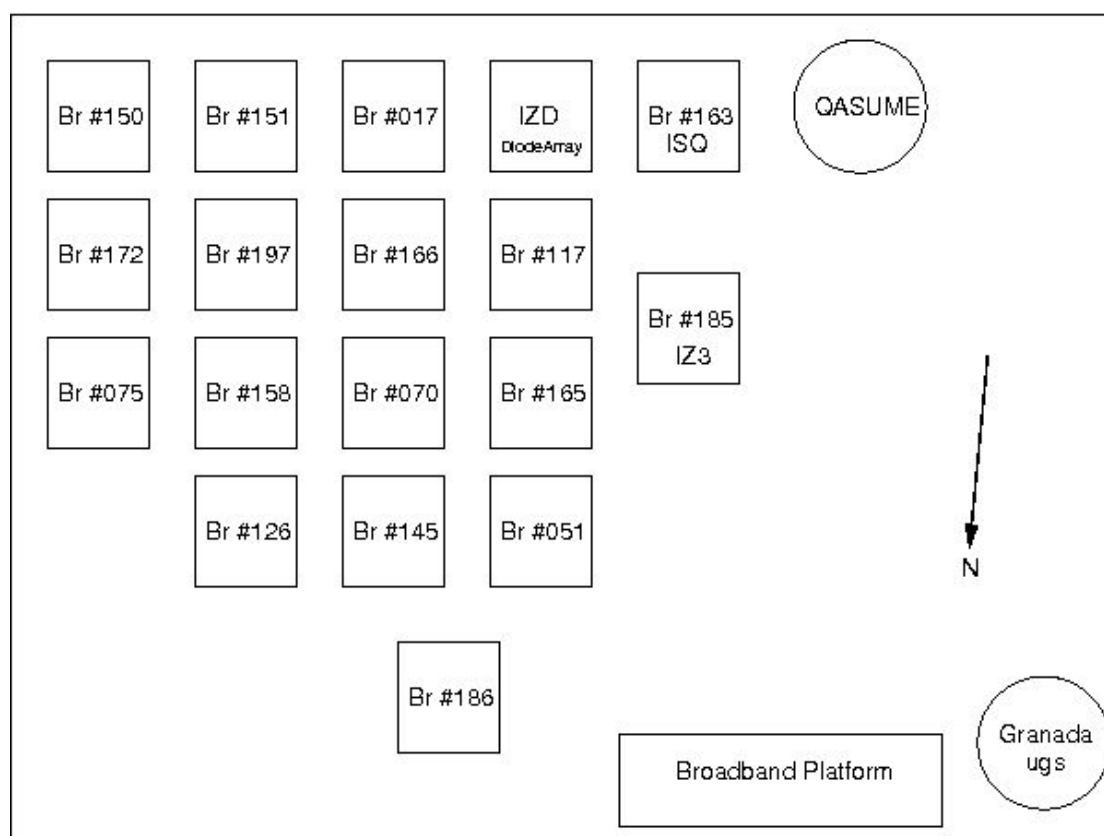 Br #150
Br #151
Br #017
IZD
DiodeArray
Br #163
ISQ
QASUME
Br #172
Br #197
Br #166
Br #117
Br #185
IZ3
Br #075
Br #158
Br #070
Br #165
Br #126
Br #145
Br #051
N
Br #186
Broadband Platform
Granada
ugs